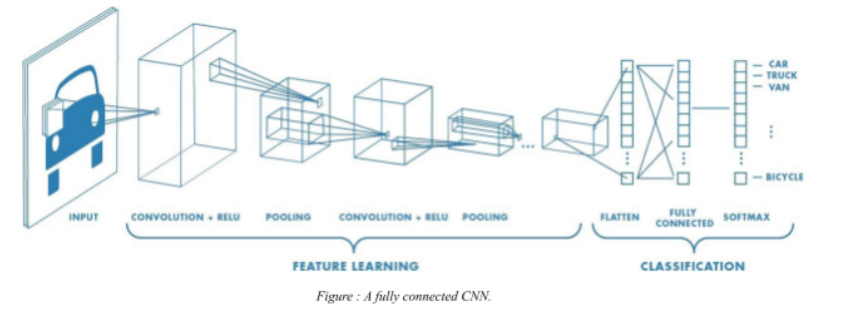 CAR
TRUCK
VAN
BICYCLE
INPUT
CONVOLUTION + RELU
POOLING
CONVOLUTION + RELU
POOLING
FLATTEN
FULLY
CONNECTED
SOFTMAX
FEATURE LEARNING
CLASSIFICATION
Figure : A fully connected CNN.